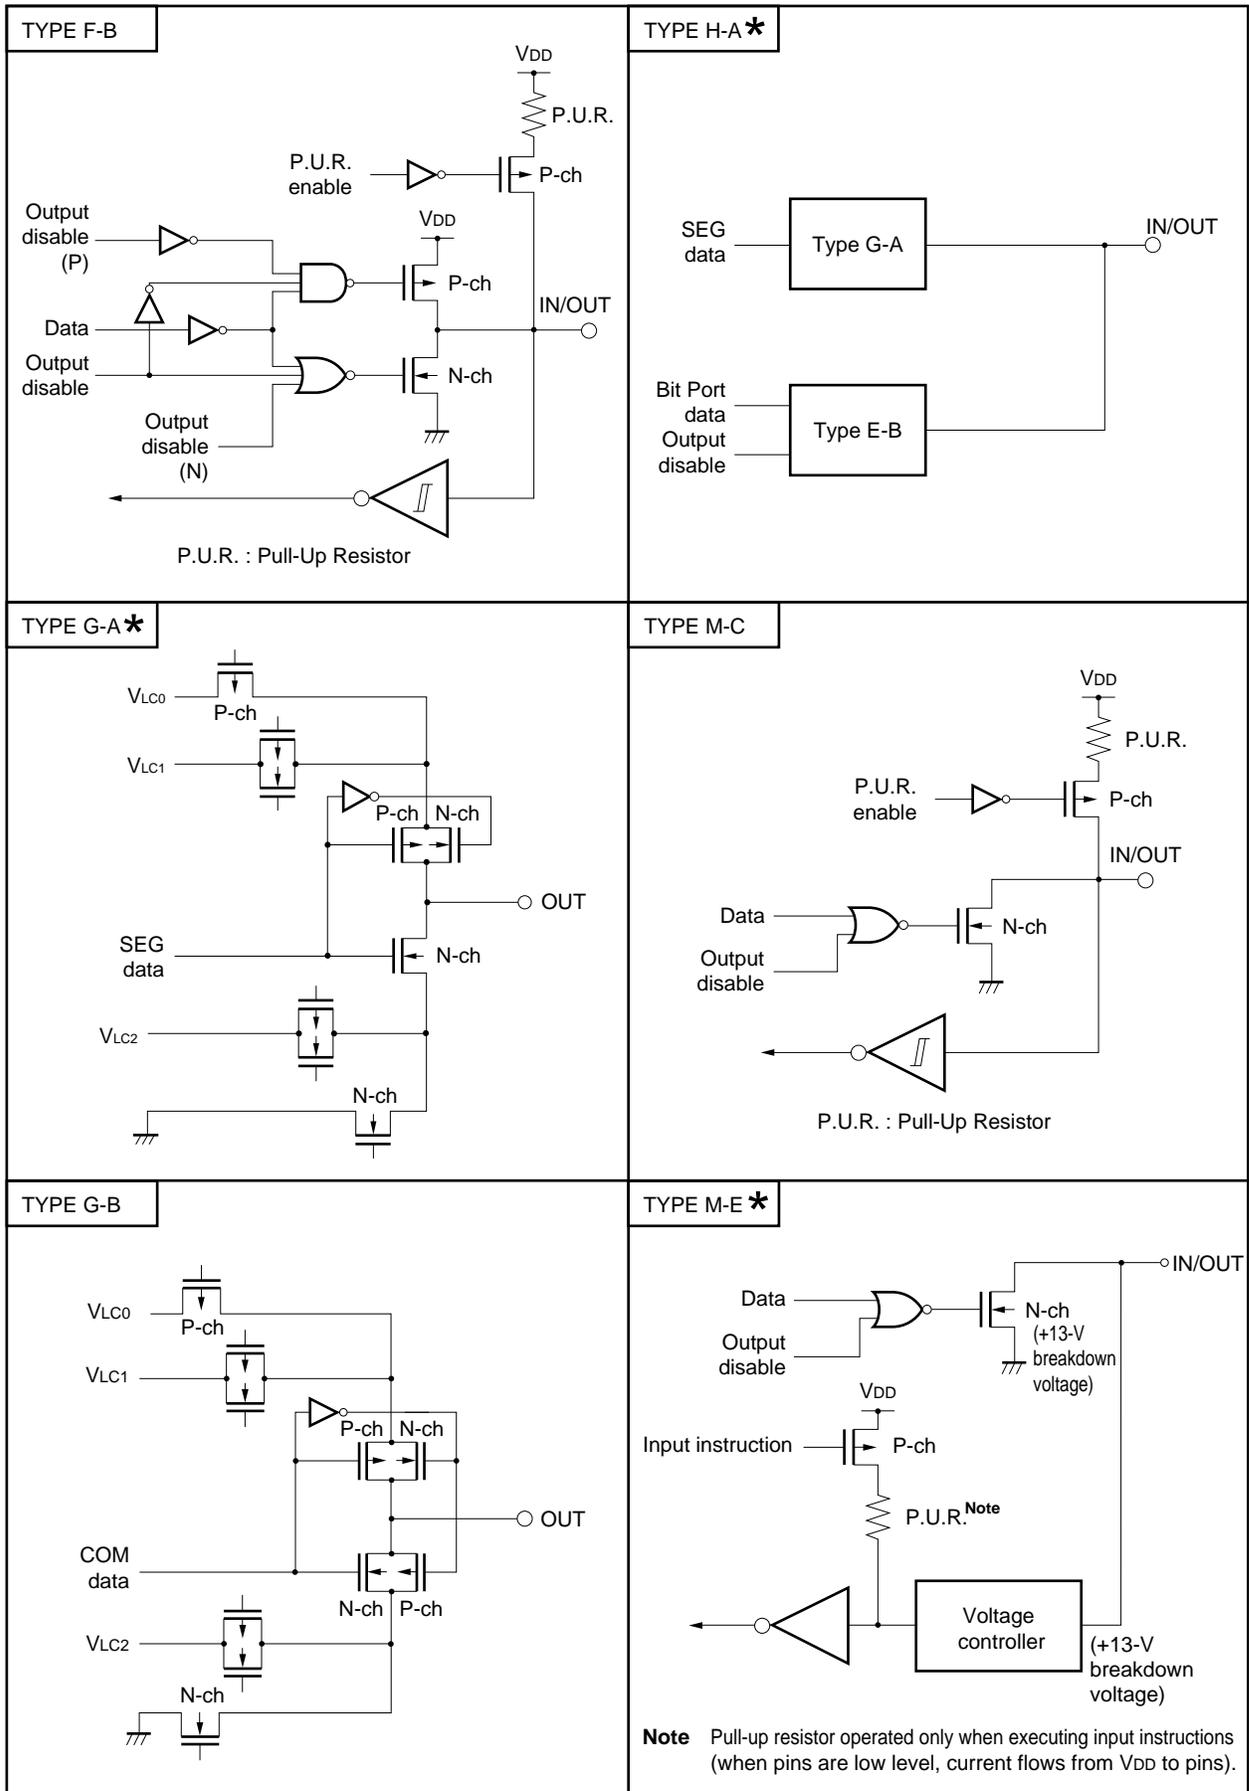 TYPE F-B
VDD
P.U.R.
P.U.R.
enable
P-ch
Output
disable
(P)
VDD
P-ch
IN/OUT
Data
Output
disable
N-ch
Output
disable
(N)
P.U.R. : Pull-Up Resistor
TYPE H-A*
SEG
data
Type G-A
IN/OUT
Bit Port
data
Output
disable
Type E-B
TYPE G-A*
VLC0
P-ch
VLC1
P-ch N-ch
OUT
SEG
data
N-ch
VLC2
N-ch
TYPE M-C
VDD
P.U.R.
P.U.R.
enable
P-ch
IN/OUT
Data
Output
disable
N-ch
P.U.R. : Pull-Up Resistor
TYPE G-B
VLC0
P-ch
VLC1
P-ch N-ch
OUT
COM
data
N-ch P-ch
VLC2
N-ch
TYPE M-E*
IN/OUT
Data
Output
disable
N-ch
(+13-V
breakdown
voltage)
VDD
Input instruction
P-ch
P.U.R.Note
Voltage
controller
(+13-V
breakdown
voltage)
Note Pull-up resistor operated only when executing input instructions
(when pins are low level, current flows from VDD to pins).